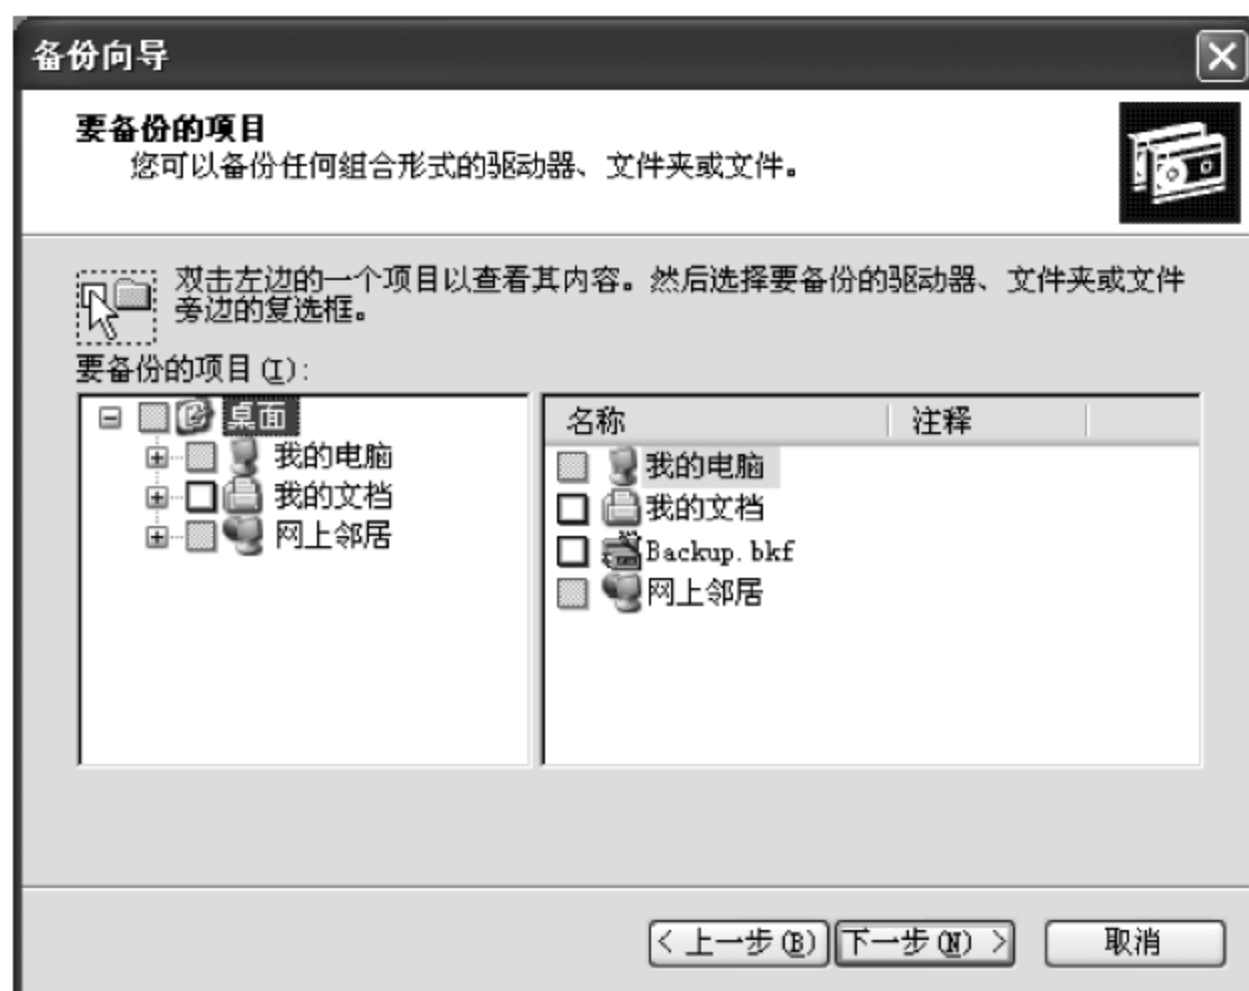 备份向导
要备份的项目
您可以备份任何组合形式的驱动器、文件夹或文件。
双击左边的一个项目以查看其内容。然后选择要备份的驱动器、文件夹或文件
旁边的复选框。
要备份的项目(I):
桌面
我的电脑
我的文档
网上邻居
名称 注释
我的电脑
我的文档
Backup.bkf
网上邻居
< 上一步(B) 下一步(N) > 取消